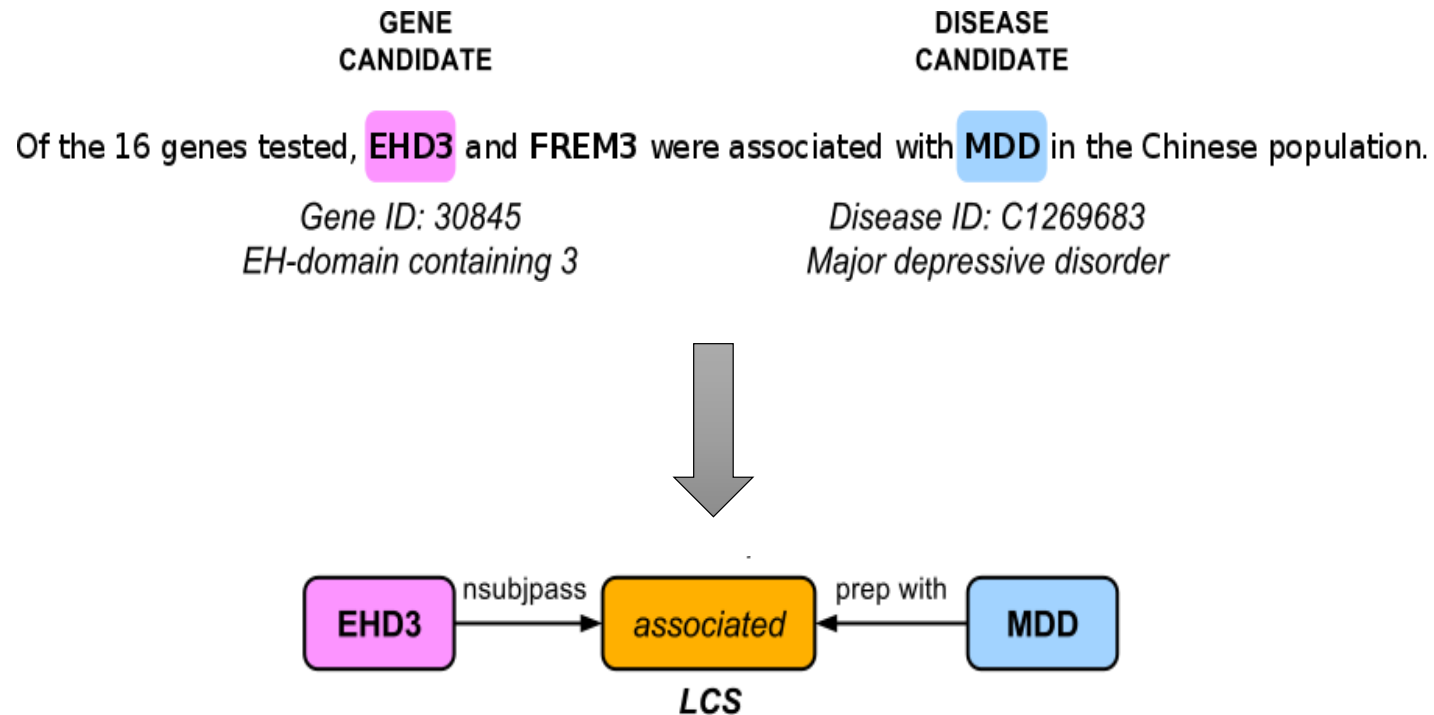 GENE
CANDIDATE
DISEASE
CANDIDATE
Of the 16 genes tested, EHD3 and FREM3 were associated with MDD in the Chinese population.
Gene ID: 30845
EH-domain containing 3
Disease ID: C1269683
Major depressive disorder
EHD3
nsubjpass
associated
prep with
MDD
LCS